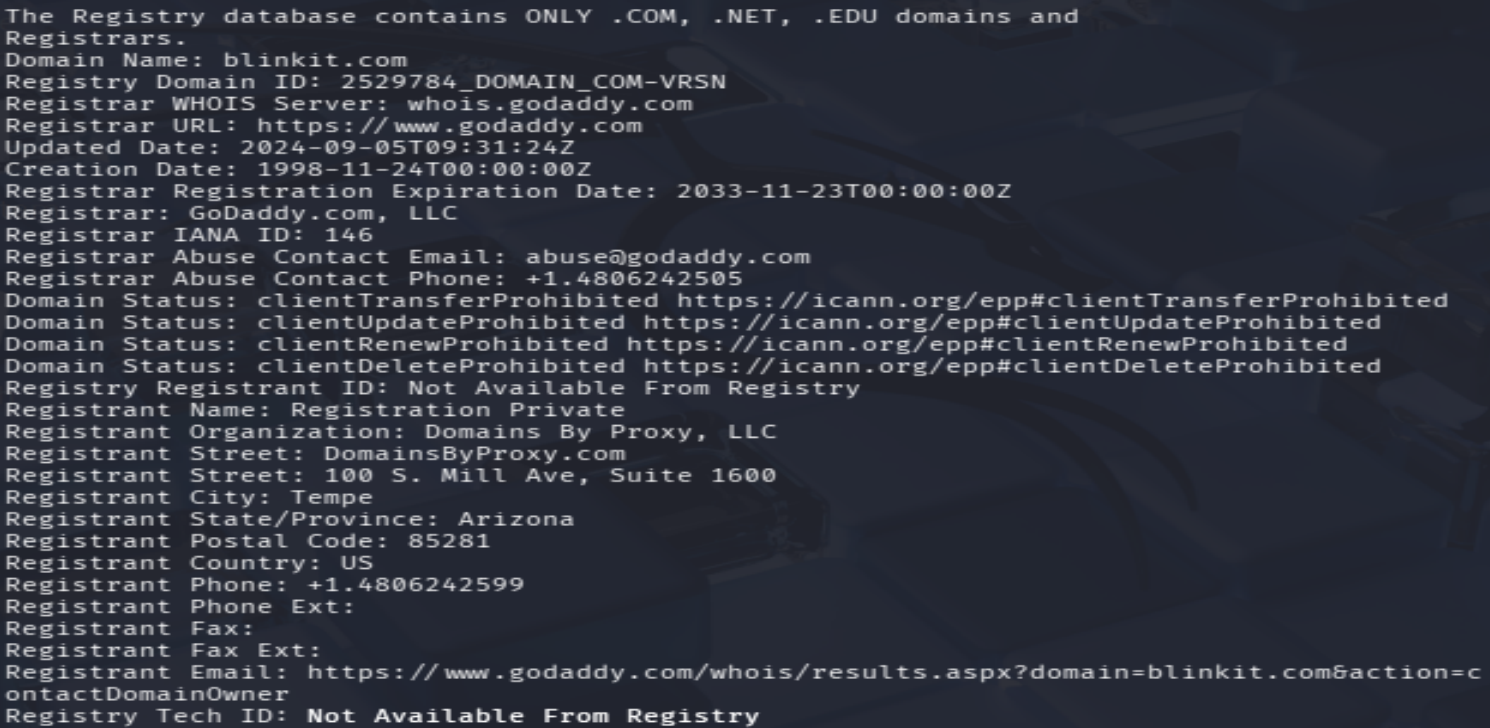 The Registry database contains ONLY .COM, .NET, .EDU domains and
Registrars.
Domain Name: blinkit.com
Registry Domain ID: 2529784_DOMAIN_COM-VRSN
Registrar WHOIS Server: whois.godaddy.com
Registrar URL: https://www.godaddy.com
Updated Date: 2024-09-05T09:31:24Z
Creation Date: 1998-11-24T00:00:00Z
Registrar Registration Expiration Date: 2033-11-23T00:00:00Z
Registrar: GoDaddy.com, LLC
Registrar IANA ID: 146
Registrar Abuse Contact Email: abuse@godaddy.com
Registrar Abuse Contact Phone: +1.4806242505
Domain Status: clientTransferProhibited https://icann.org/epp#clientTransferProhibited
Domain Status: clientUpdateProhibited https://icann.org/epp#clientUpdateProhibited
Domain Status: clientRenewProhibited https://icann.org/epp#clientRenewProhibited
Domain Status: clientDeleteProhibited https://icann.org/epp#clientDeleteProhibited
Registry Registrant ID: Not Available From Registry
Registrant Name: Registration Private
Registrant Organization: Domains By Proxy, LLC
Registrant Street: DomainsByProxy.com
Registrant Street: 100 S. Mill Ave, Suite 1600
Registrant City: Tempe
Registrant State/Province: Arizona
Registrant Postal Code: 85281
Registrant Country: US
Registrant Phone: +1.4806242599
Registrant Phone Ext:
Registrant Fax:
Registrant Fax Ext:
Registrant Email: https://www.godaddy.com/whois/results.aspx?domain=blinkit.com&action=c
ontactDomainOwner
Registry Tech ID: Not Available From Registry